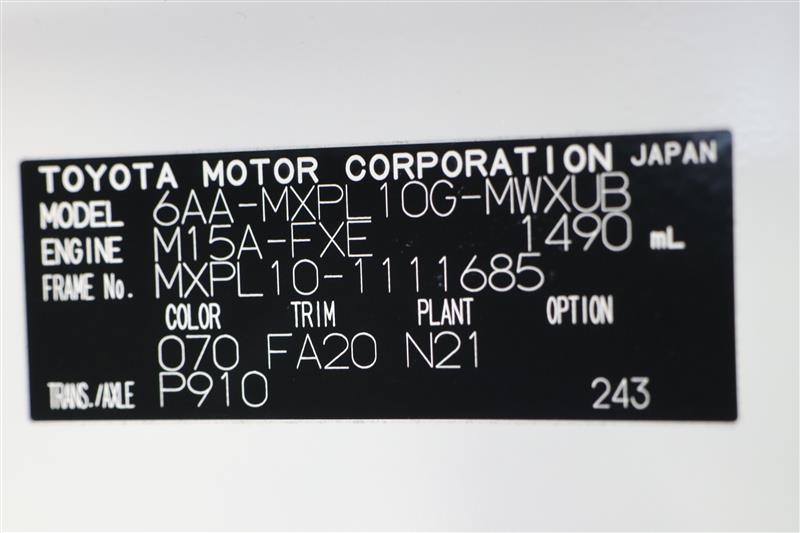 TOYOTA MOTOR CORPORATION JAPAN
MODEL 6AA-MXPL10G-MWXUB
ENGINE M15A-FXE 1490 mL
FRAME No. MXPL10-1111685
COLOR TRIM PLANT OPTION
070 FA20 N21
TRANS./AXLE P910 243